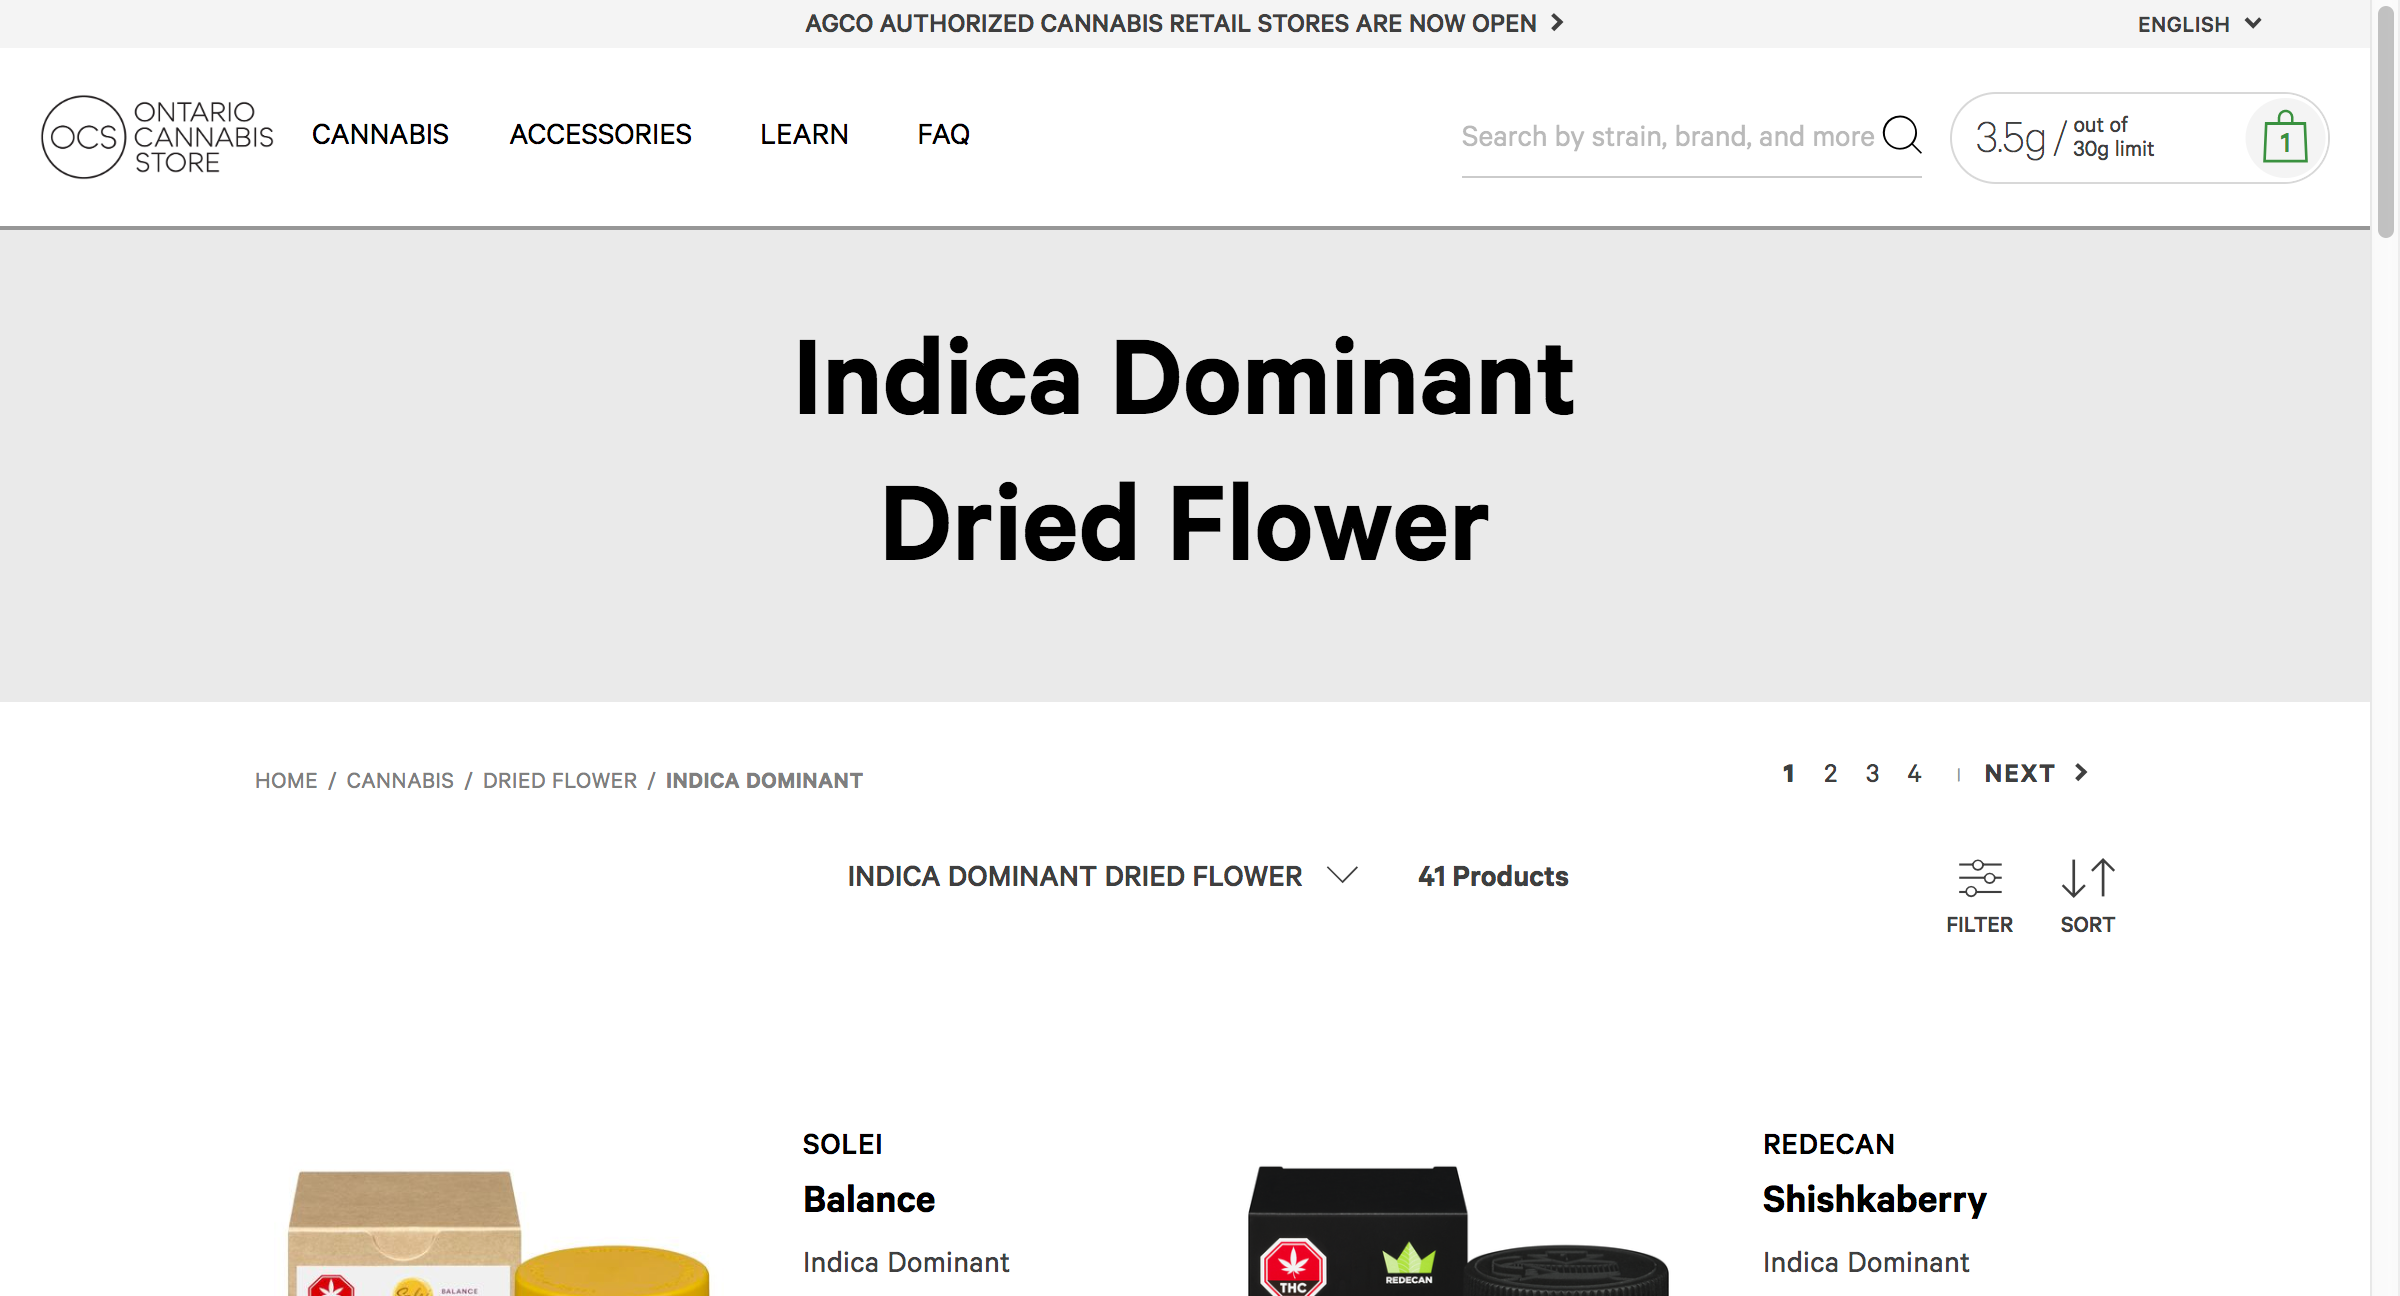 AGCO AUTHORIZED CANNABIS RETAIL STORES ARE NOW OPEN
ENGLISH
OCS
ONTARIO
CANNABIS
STORE
CANNABIS
ACCESSORIES
LEARN
FAQ
Search by strain, brand, and more
3.5g /
out of
30g limit
1
Indica Dominant
Dried Flower
HOME / CANNABIS / DRIED FLOWER / INDICA DOMINANT
1 2 3 4 | NEXT
INDICA DOMINANT DRIED FLOWER
41 Products
FILTER
SORT
SOLEI
Balance
Indica Dominant
Solei
BALANCE
REDECAN
Shishkaberry
Indica Dominant
THC
REDECAN